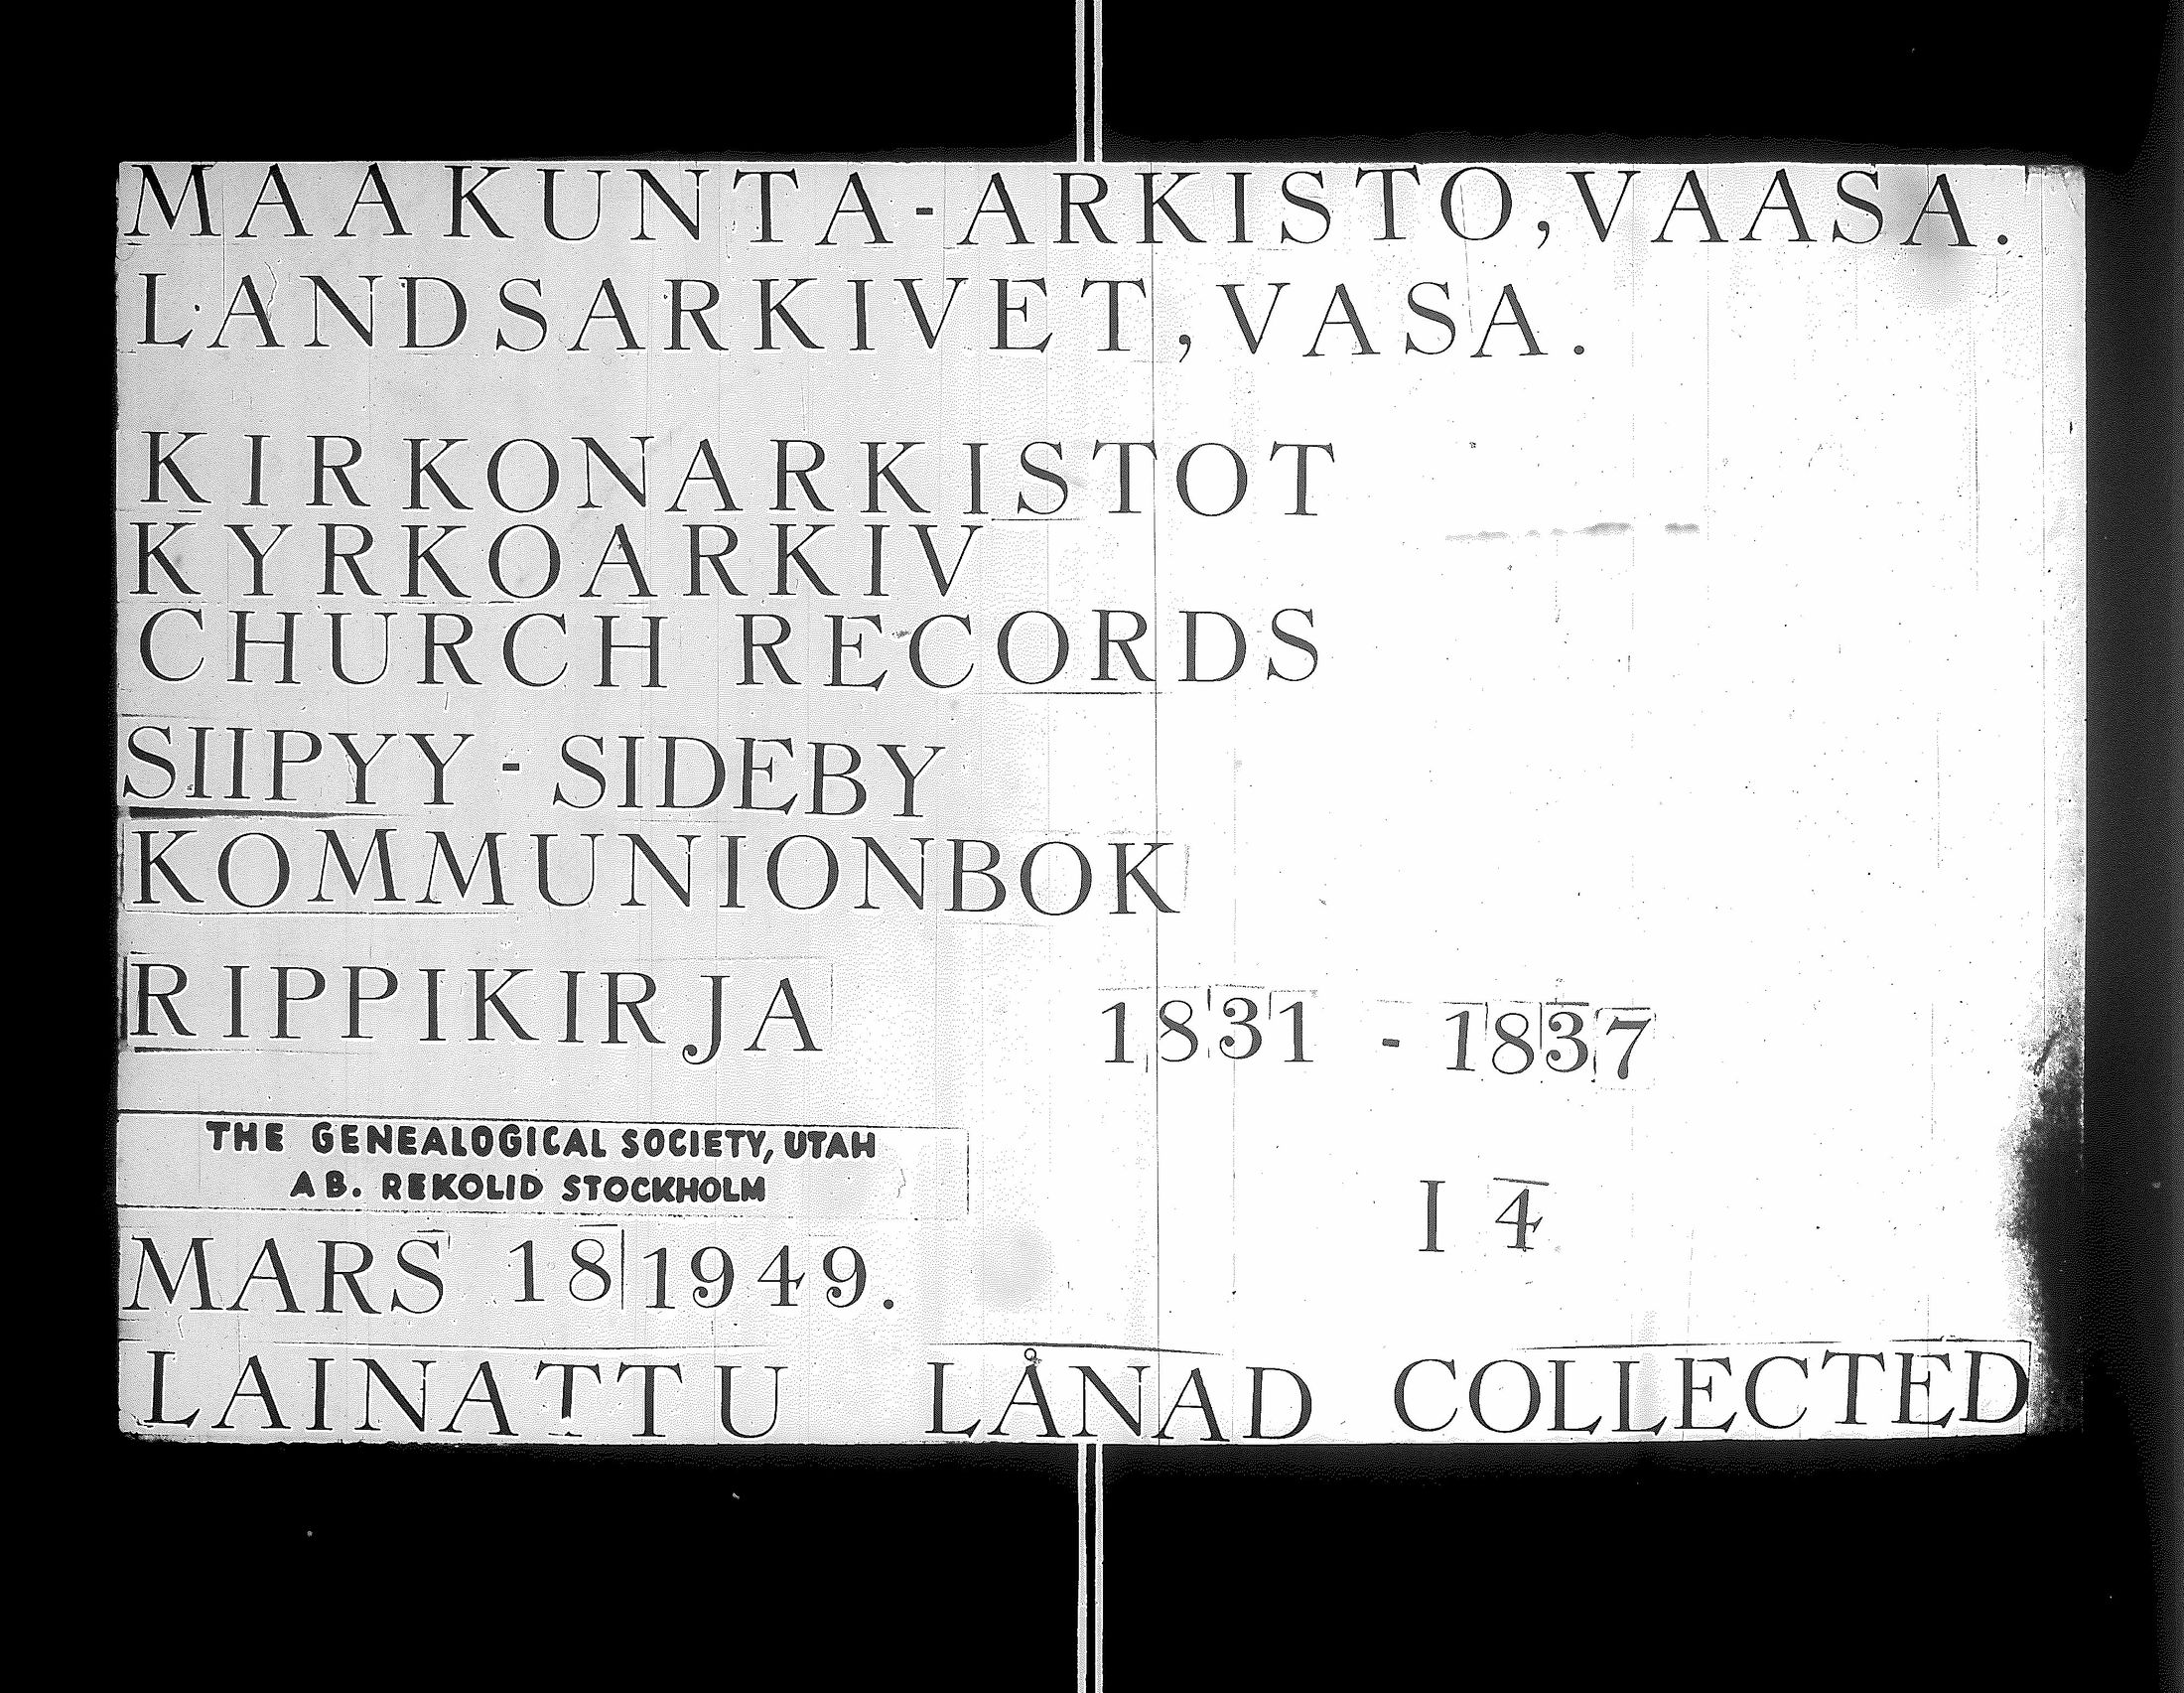 MAAKUNTA-ARKISTO, VAASA.
LANDSARKIVET, VASA.
KIRKONARKISTOT
KYRKOARKIV
CHURCH RECORDS
SIIPYY - SIDEBY
KOMMUNIONBOK
RIPPIKIRJA 1831 - 1837
THE GENEALOGICAL SOCIETY, UTAH
AB. REKOLID STOCKHOLM
I 4
MARS 18 1949.
LAINATTU LÅNAD COLLECTED